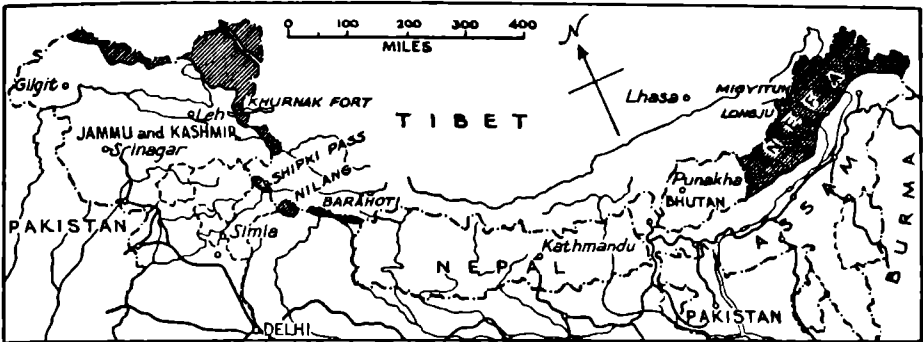 0 100 200 300 400
MILES
N
S
Gilgit
Leh
KHURNAK FORT
JAMMU and KASHMIR
Srinagar
TIBET
Lhasa
MIGYITUN
LONGJU
N.E.F.A
SHIPKI PASS
NILANG
BARAHOTI
Punakha
BHUTAN
PAKISTAN
Simla
NEPAL
Kathmandu
ASSAM
BURMA
PAKISTAN
DELHI